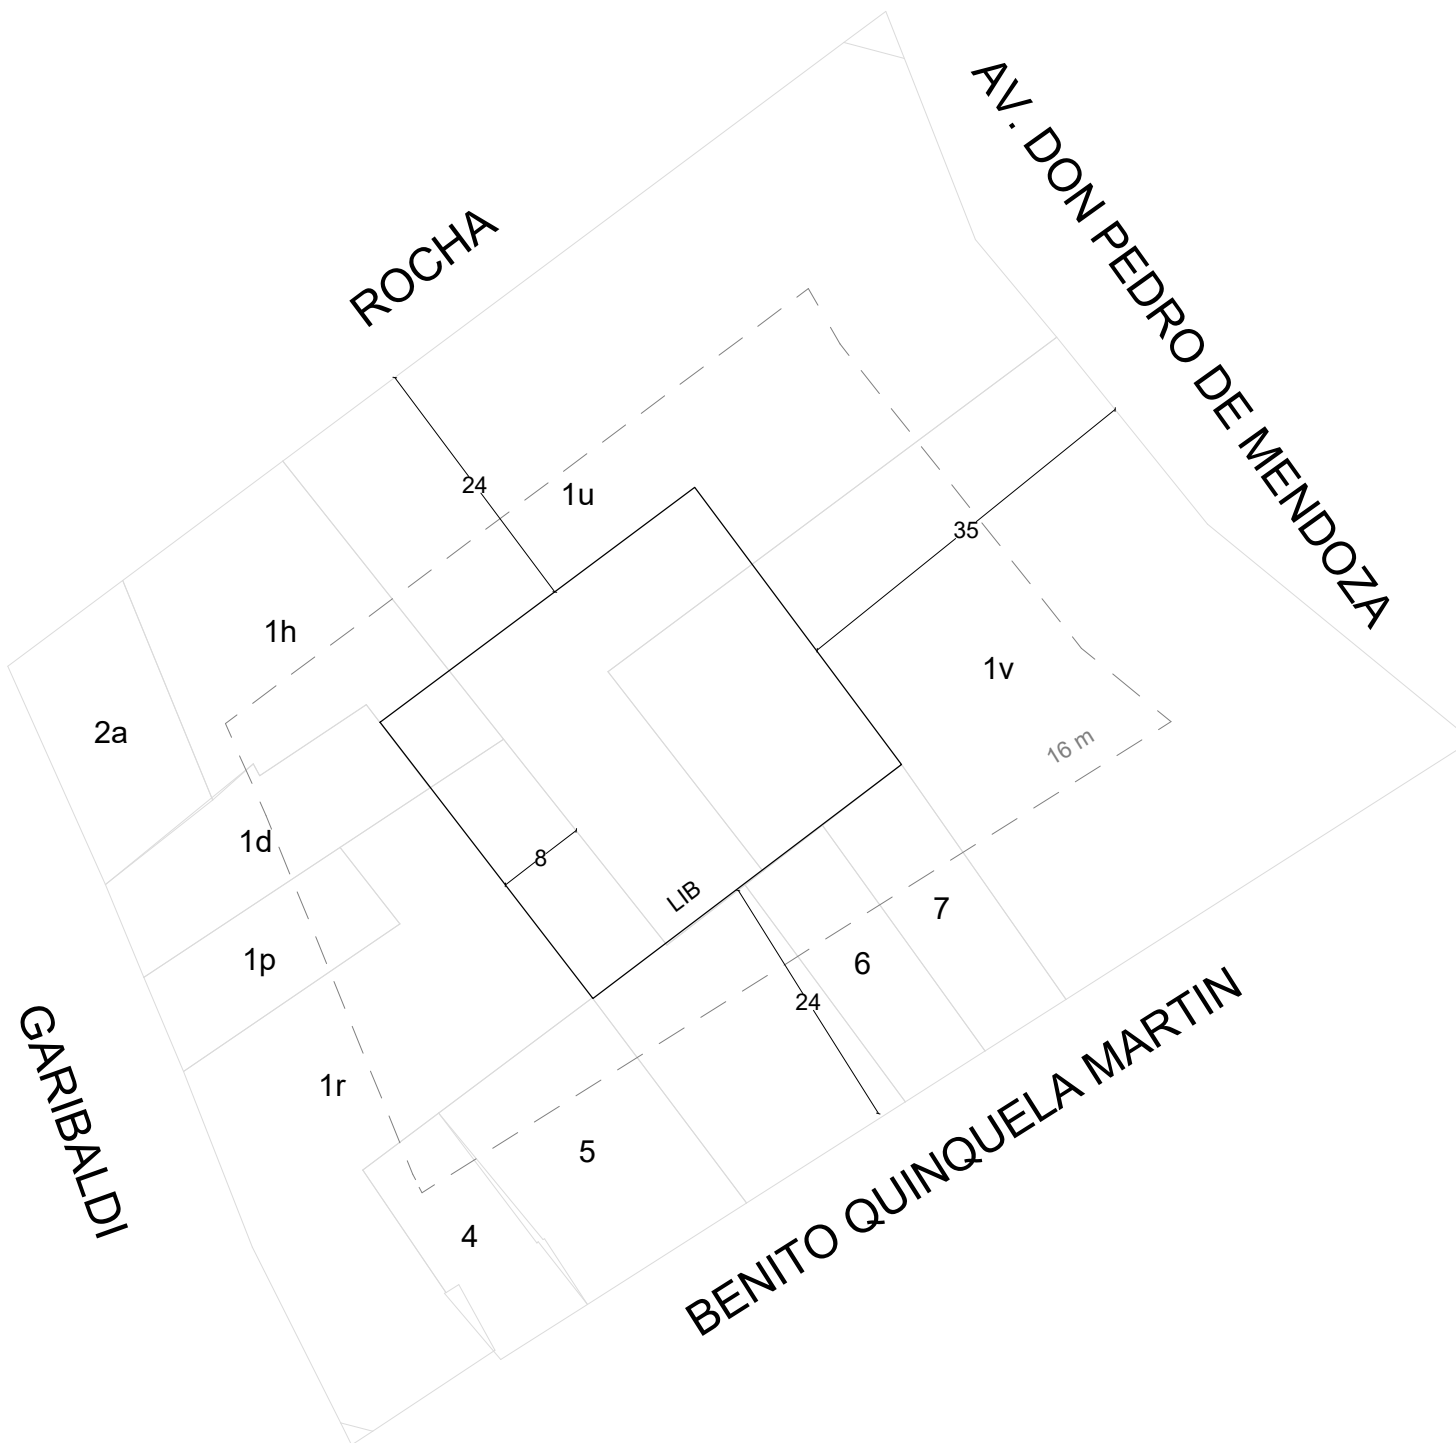 AV. DON PEDRO DE MENDOZA
ROCHA
24
1u
35
1h
1v
2a
16 m
1d
8
LIB
7
1p
6
24
GARIBALDI
1r
5
BENITO QUINQUELA MARTIN
4